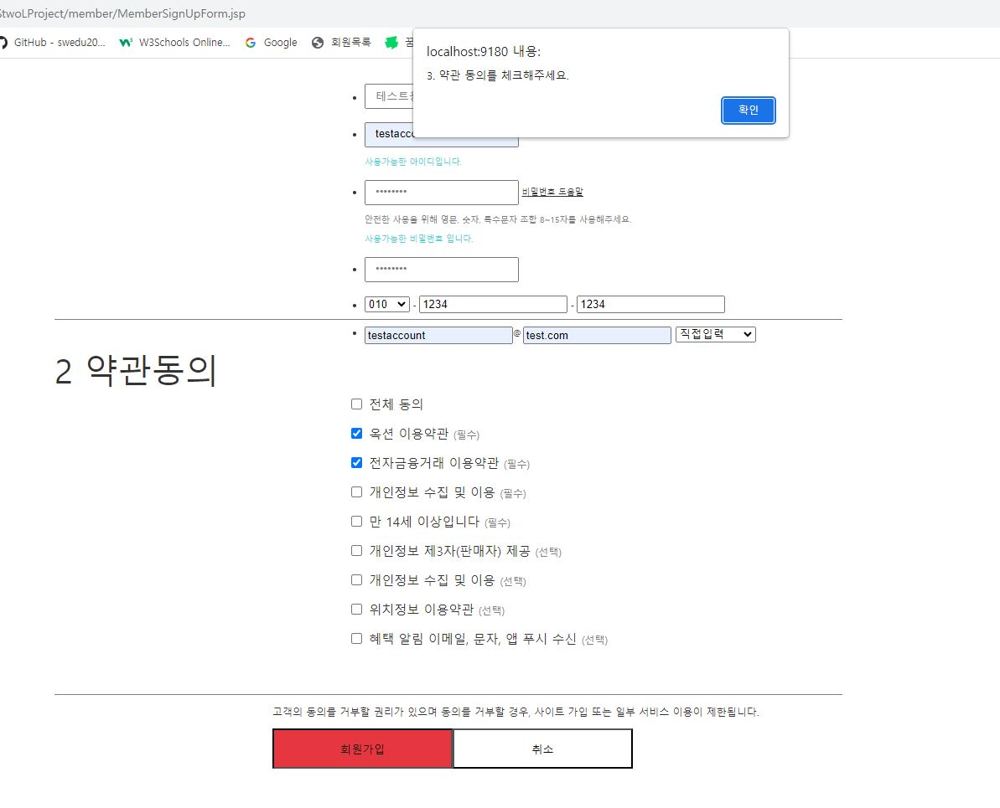 twoLProject/member/MemberSignUpForm.jsp
GitHub - swedu20... W3Schools Online... Google 회원목록
localhost:9180 내용:
3. 약관 동의를 체크해주세요.
확인
테스트
testacc
사용가능한 아이디입니다.
비밀번호 도움말
안전한 사용을 위해 영문, 숫자, 특수문자 조합 8~15자를 사용해주세요.
사용가능한 비밀번호 입니다.
010 - 1234 - 1234
testaccount @ test.com 직접입력
2 약관동의
전체 동의
옥션 이용약관 (필수)
전자금융거래 이용약관 (필수)
개인정보 수집 및 이용 (필수)
만 14세 이상입니다 (필수)
개인정보 제3자(판매자) 제공 (선택)
개인정보 수집 및 이용 (선택)
위치정보 이용약관 (선택)
혜택 알림 이메일, 문자, 앱 푸시 수신 (선택)
고객의 동의를 거부할 권리가 있으며 동의를 거부할 경우, 사이트 가입 또는 일부 서비스 이용이 제한됩니다.
회원가입 취소